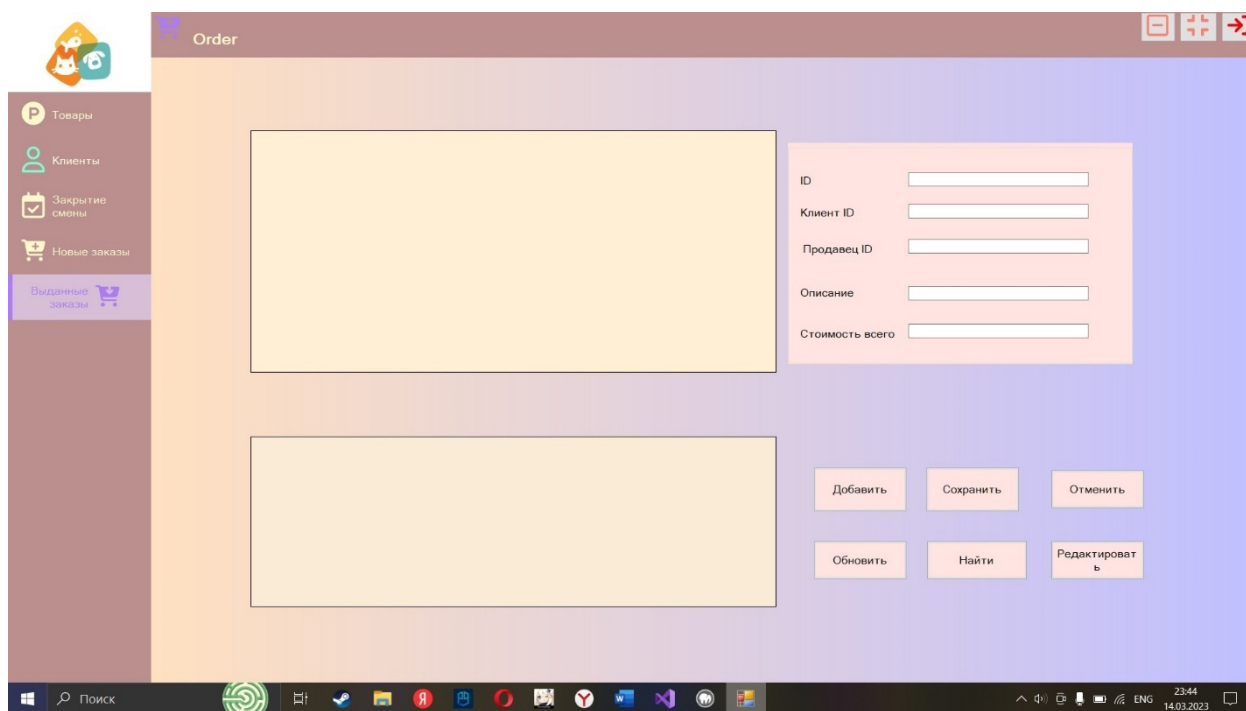 Order
Товары
Клиенты
Закрытие
смены
Новые заказы
Выданные
заказы
ID
Клиент ID
Продавец ID
Описание
Стоимость всего
Добавить
Сохранить
Отменить
Обновить
Найти
Редактироват
ь
Поиск
ENG
23:44
14.03.2023